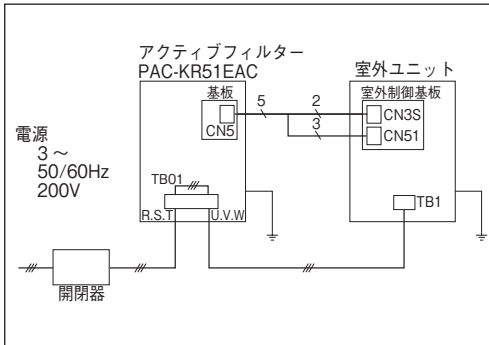 アクティブフィルター
PAC-KR51EAC
基板
CN5
5
2
3
室外ユニット
室外制御基板
CN3S
CN51
電源
3～
50/60Hz
200V
TB01
R.S.T
U.V.W
TB1
開閉器